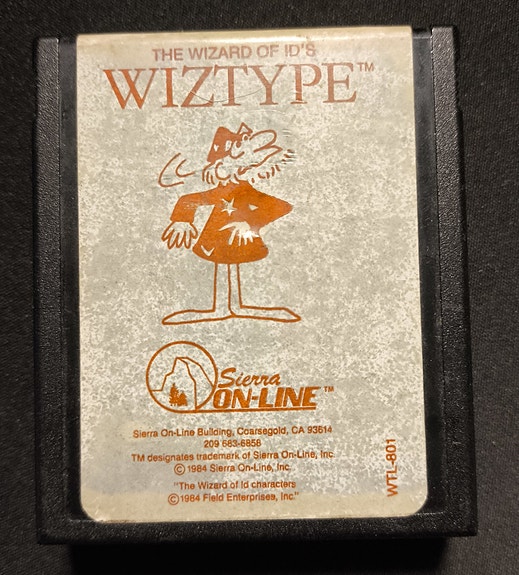 THE WIZARD OF ID'S
WIZTYPE™
Sierra
ON-LINE™
Sierra On-Line Building, Coarsegold, CA 93614
209 683-6858
TM designates trademark of Sierra On-Line, Inc.
© 1984 Sierra On-Line, Inc.
"The Wizard of Id characters
© 1984 Field Enterprises, Inc."
WTL-801